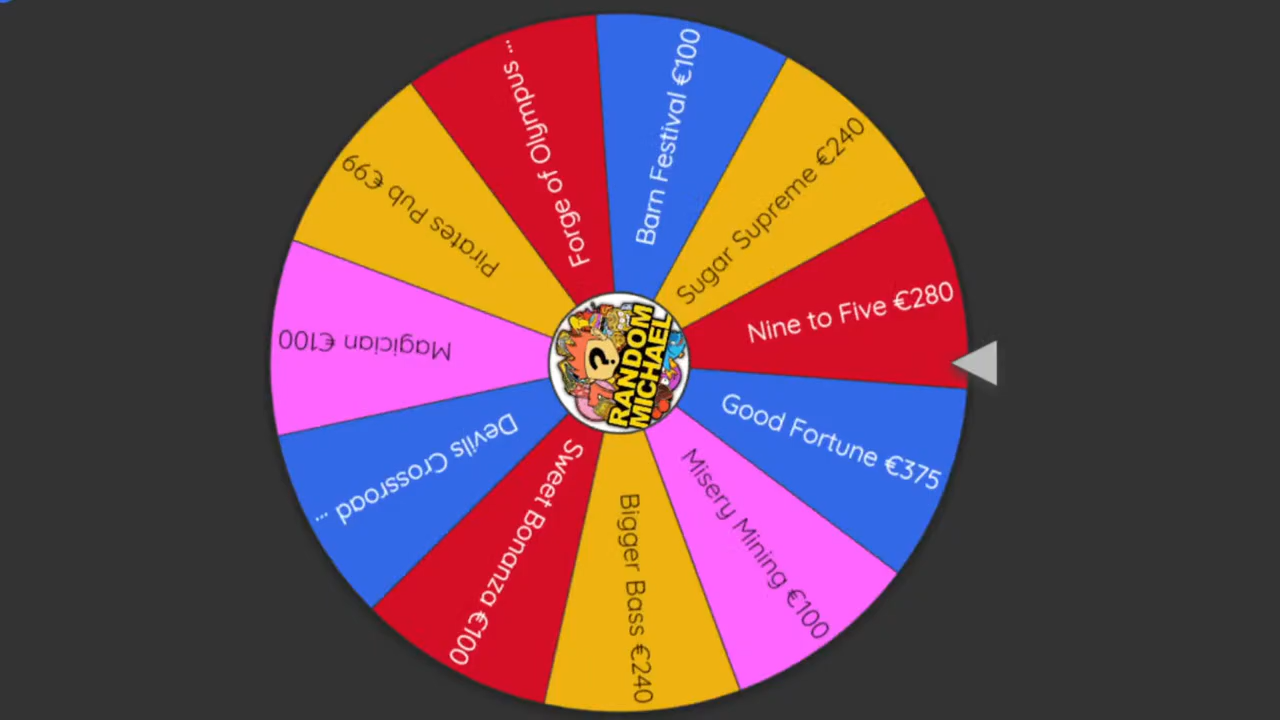 Forge of Olympus ...
Barn Festival €100
Sugar Supreme €240
Nine to Five €280
Good Fortune €375
Misery Mining €100
Bigger Bass €240
Sweet Bonanza €100
Devils Crossroad ...
Magician €100
Pirates Pub €99
?
RANDOM
MICHAEL